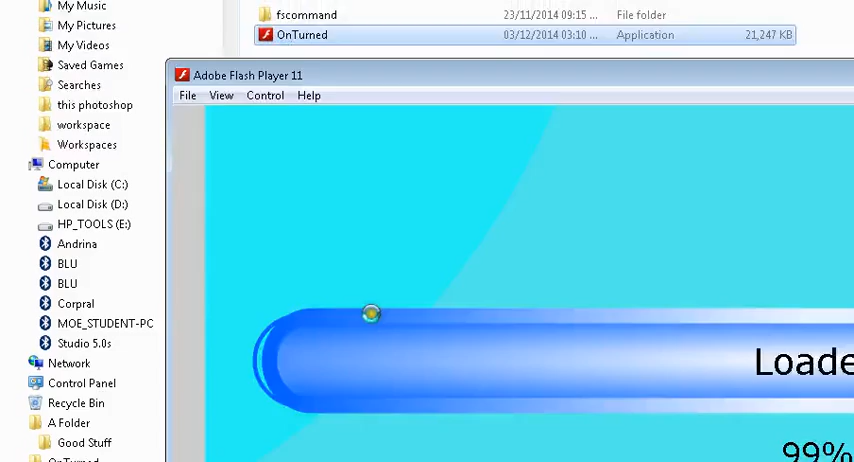 My Music
My Pictures
My Videos
Saved Games
Searches
this photoshop
workspace
Workspaces
Computer
Local Disk (C:)
Local Disk (D:)
HP_TOOLS (E:)
Andrina
BLU
BLU
Corpral
MOE_STUDENT-PC
Studio 5.0s
Network
Control Panel
Recycle Bin
A Folder
Good Stuff
OnTurned
fscommand 23/11/2014 09:15 ... File folder
OnTurned 03/12/2014 03:10 ... Application 21,247 KB
Adobe Flash Player 11
File View Control Help
Loade
99%